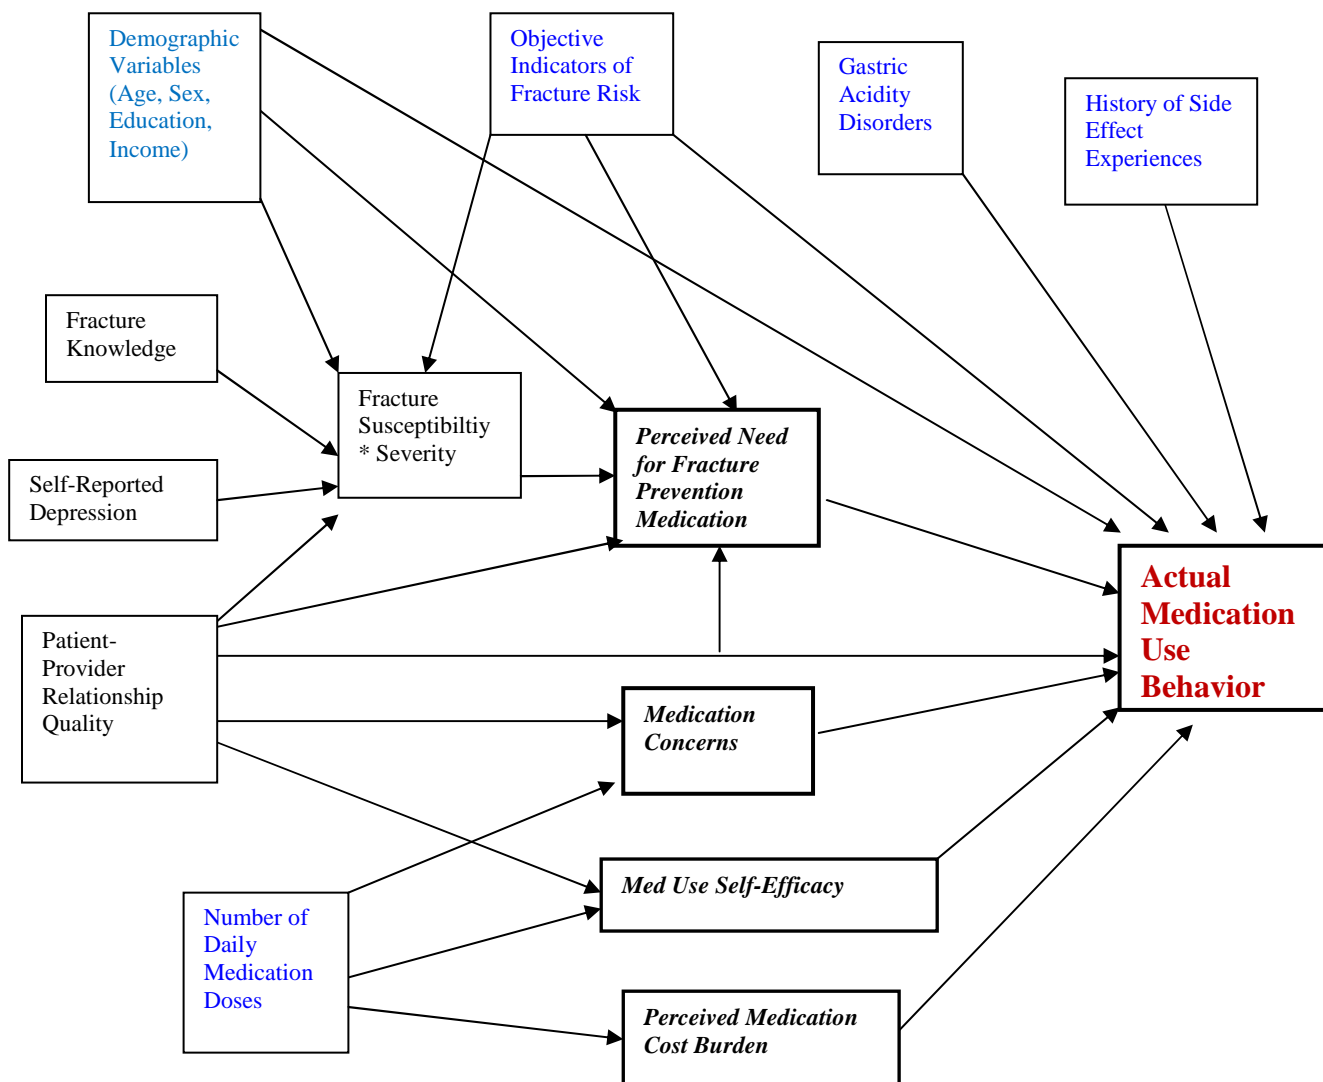 Demographic
Variables
(Age, Sex,
Education,
Income)
Objective
Indicators of
Fracture Risk
Gastric
Acidity
Disorders
History of Side
Effect
Experiences
Fracture
Knowledge
Fracture
Susceptibiltiy
* Severity
Perceived Need
for Fracture
Prevention
Medication
Self-Reported
Depression
Actual
Medication
Use
Behavior
Patient-
Provider
Relationship
Quality
Medication
Concerns
Med Use Self-Efficacy
Number of
Daily
Medication
Doses
Perceived Medication
Cost Burden